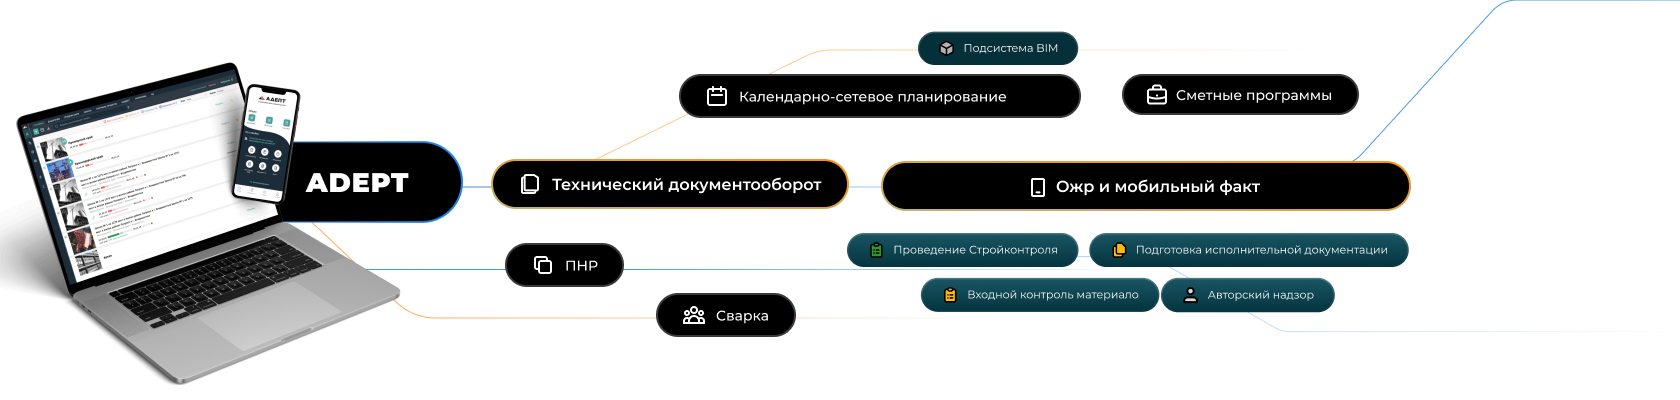 Подсистема BIM
Календарно-сетевое планирование
Сметные программы
АДЕПТ
ADEPT
Технический документооборот
Ожр и мобильный факт
Проведение Стройконтроля
Подготовка исполнительной документации
ПНР
Входной контроль материало
Авторский надзор
Сварка